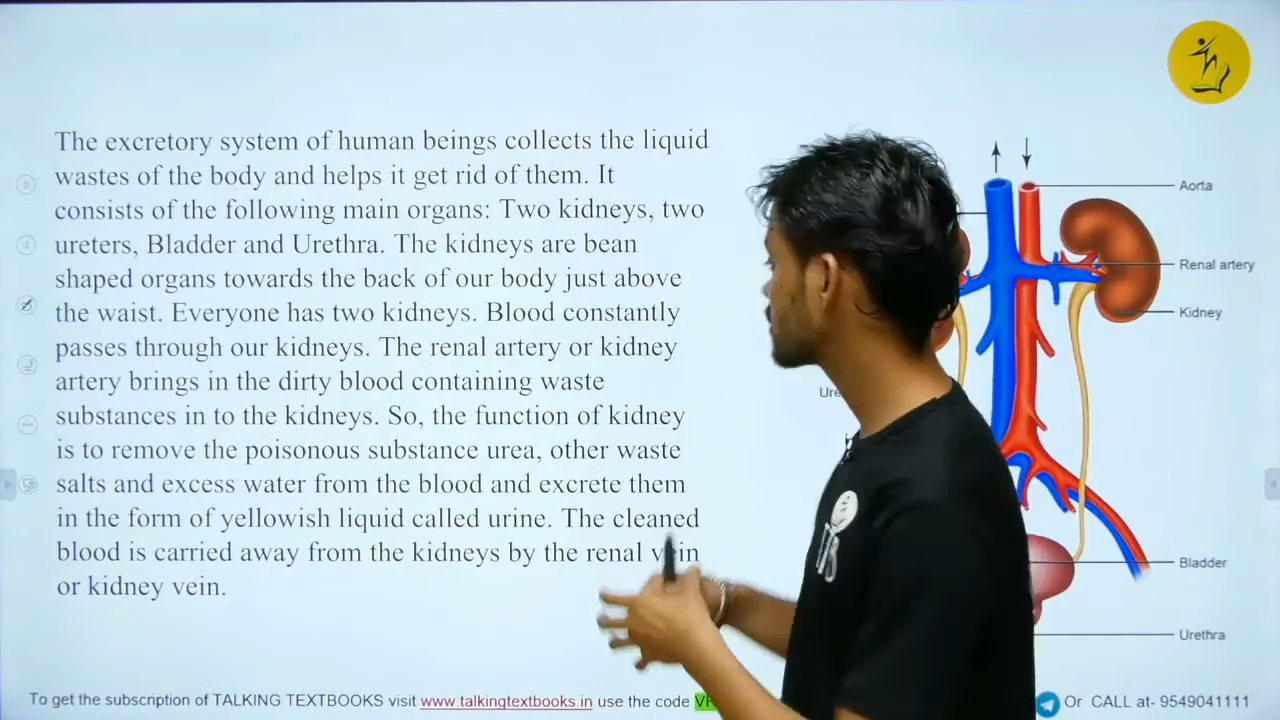 The excretory system of human beings collects the liquid
wastes of the body and helps it get rid of them. It
consists of the following main organs: Two kidneys, two
ureters, Bladder and Urethra. The kidneys are bean
shaped organs towards the back of our body just above
the waist. Everyone has two kidneys. Blood constantly
passes through our kidneys. The renal artery or kidney
artery brings in the dirty blood containing waste
substances in to the kidneys. So, the function of kidney
is to remove the poisonous substance urea, other waste
salts and excess water from the blood and excrete them
in the form of yellowish liquid called urine. The cleaned
blood is carried away from the kidneys by the renal vein
or kidney vein.
Aorta
Renal artery
Kidney
Bladder
Urethra
To get the subscription of TALKING TEXTBOOKS visit www.talkingtextbooks.in use the code
Or CALL at- 9549041111